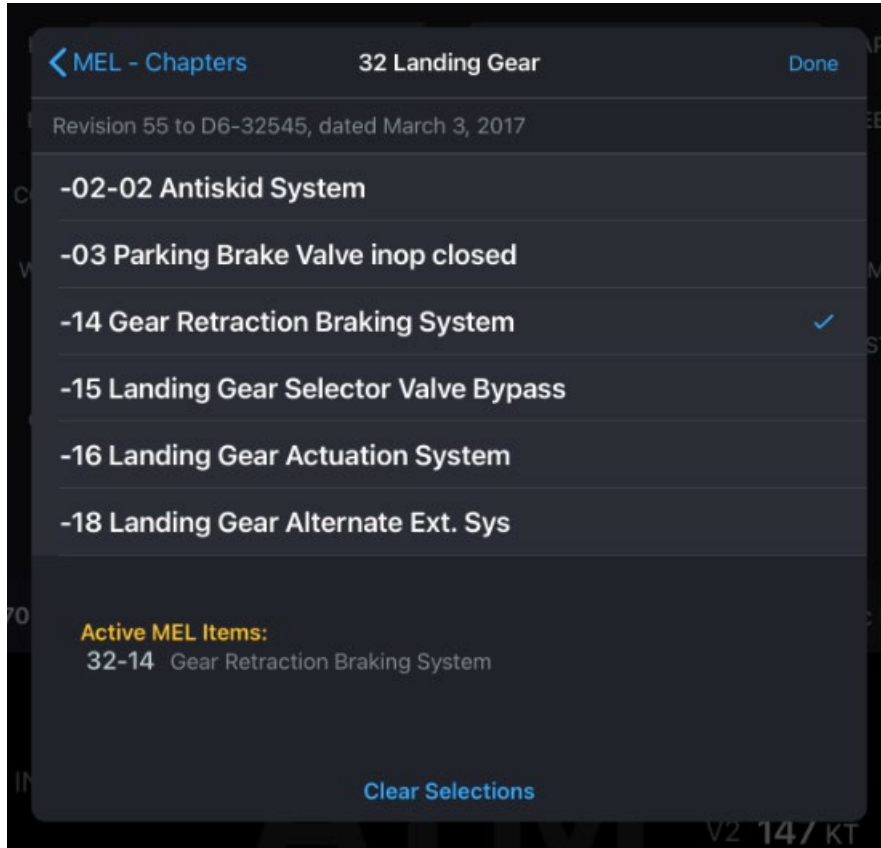 MEL - Chapters
32 Landing Gear
Done
Revision 55 to D6-32545, dated March 3, 2017
-02-02 Antiskid System
-03 Parking Brake Valve inop closed
-14 Gear Retraction Braking System
-15 Landing Gear Selector Valve Bypass
-16 Landing Gear Actuation System
-18 Landing Gear Alternate Ext. Sys
Active MEL Items:
32-14 Gear Retraction Braking System
Clear Selections
V2 147 KT